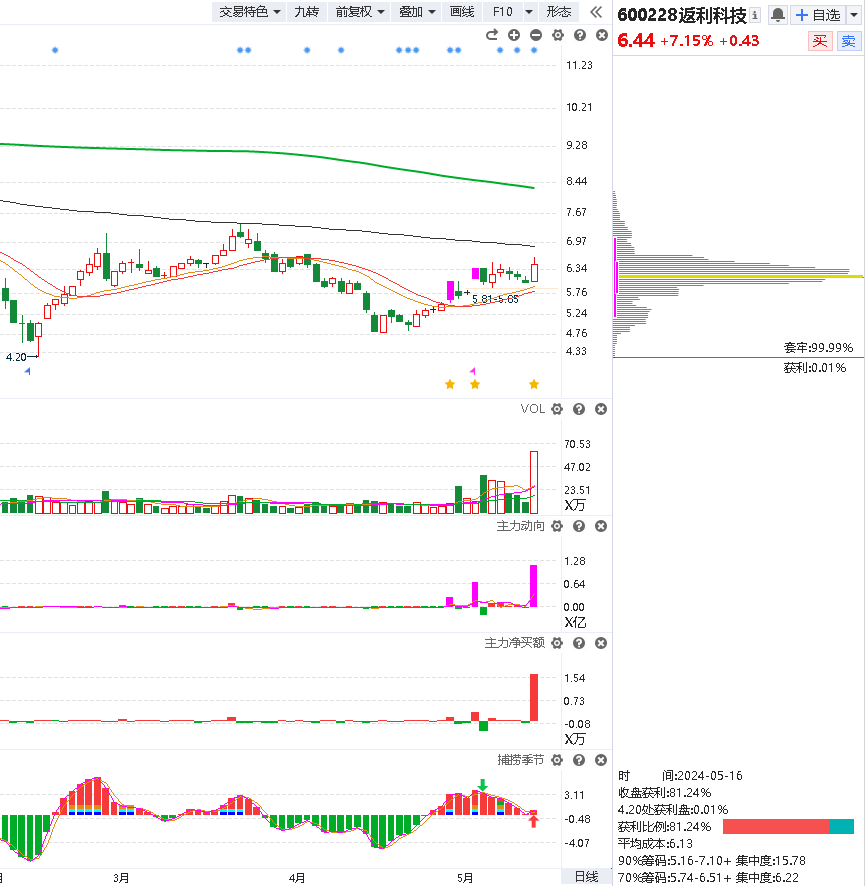 交易特色 九转 前复权 叠加 画线 F10 形态
600228返利科技 自选
6.44 +7.15% +0.43 买 卖
11.23
10.21
9.28
8.44
7.67
6.97
6.34
5.76
5.24
4.76
4.33
5.81-5.85
4.20
套牢:99.99%
获利:0.01%
VOL
70.53
47.02
23.51
X万
主力动向
1.28
0.64
0.00
X亿
主力净买额
1.54
0.73
-0.08
X万
捕捞季节
3.11
-0.48
-4.07
3月 4月 5月 日线
时 间:2024-05-16
收盘获利:81.24%
4.20处获利盘:0.01%
获利比例:81.24%
平均成本:6.13
90%筹码:5.16-7.10+ 集中度:15.78
70%筹码:5.74-6.51+ 集中度:6.22